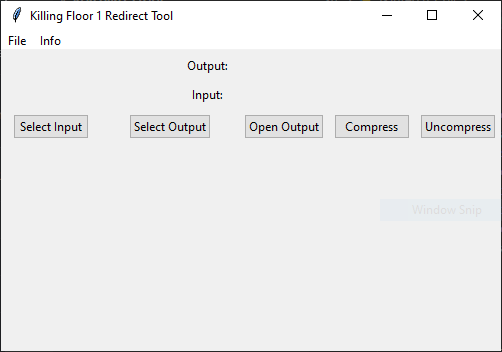 Killing Floor 1 Redirect Tool
File Info
Output:
Input:
Select Input Select Output Open Output Compress Uncompress
Window Snip